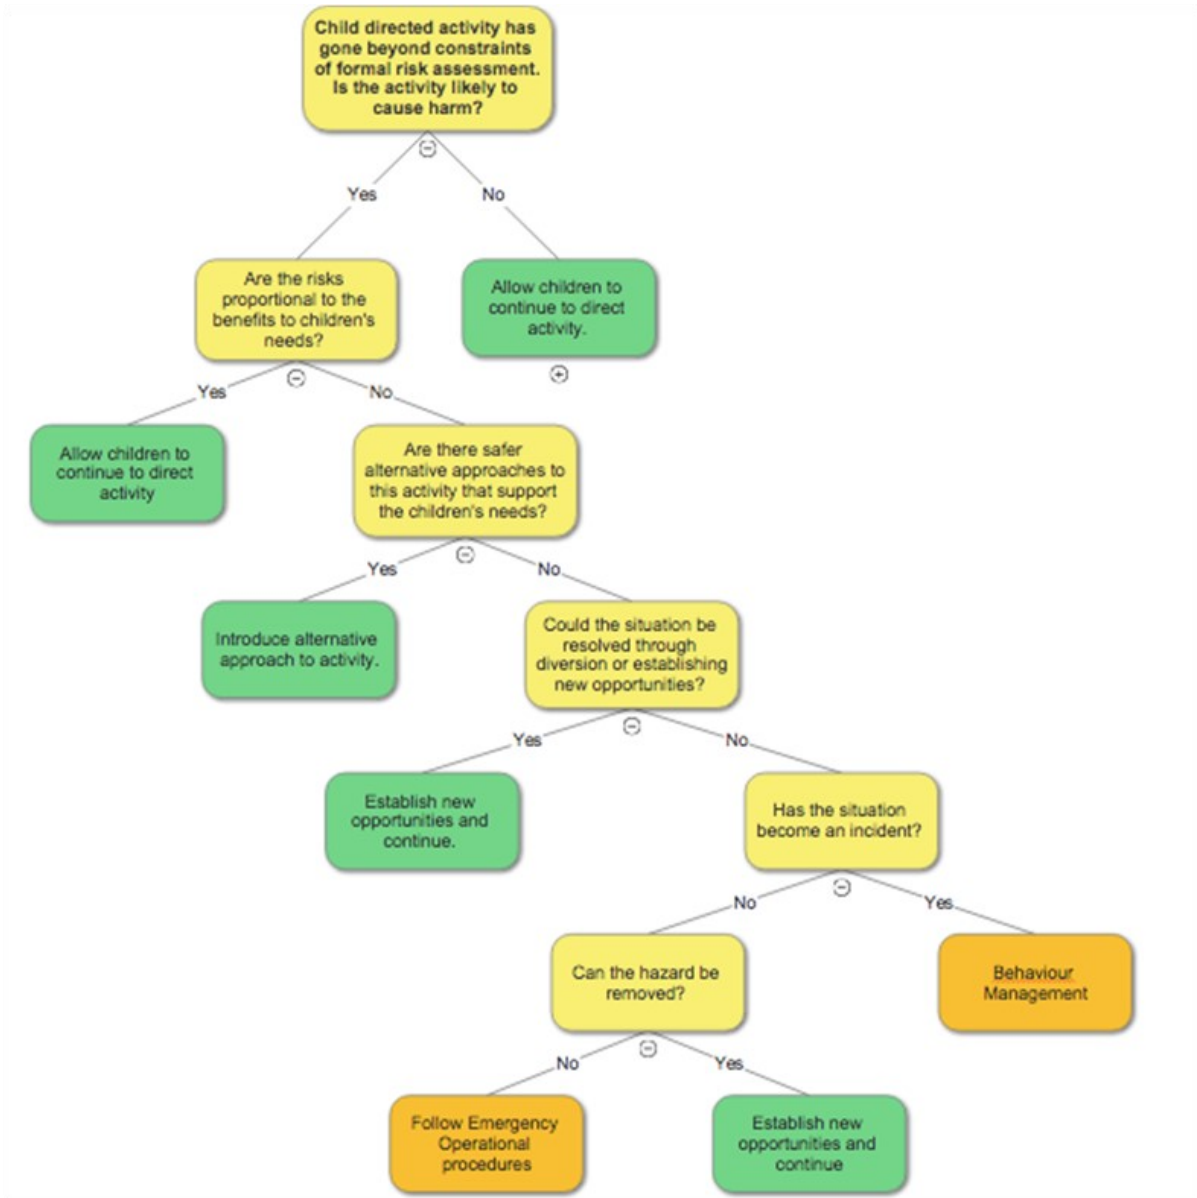 Child directed activity has
gone beyond constraints
of formal risk assessment.
Is the activity likely to
cause harm?
Yes
No
Are the risks
proportional to the
benefits to children's
needs?
Allow children to
continue to direct
activity.
Yes
No
Allow children to
continue to direct
activity
Are there safer
alternative approaches to
this activity that support
the children's needs?
Yes
No
Introduce alternative
approach to activity.
Could the situation be
resolved through
diversion or establishing
new opportunities?
Yes
No
Establish new
opportunities and
continue.
Has the situation
become an incident?
No
Yes
Can the hazard be
removed?
Behaviour
Management
No
Yes
Follow Emergency
Operational
procedures
Establish new
opportunities and
continue